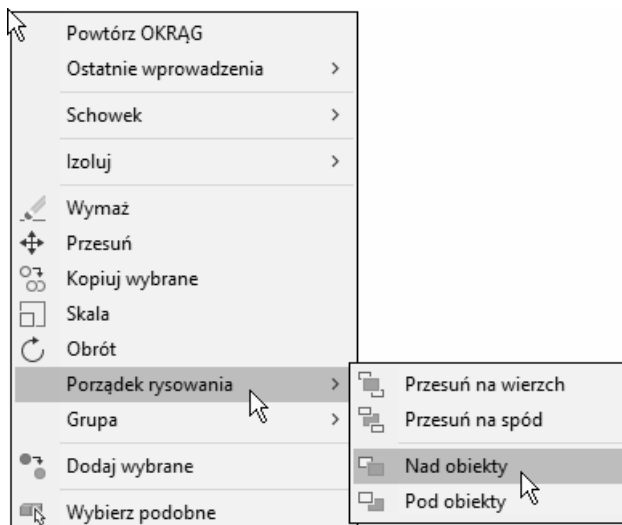 Powtórz OKRĄG
Ostatnie wprowadzenia
Schowek
Izoluj
Wymaż
Przesuń
Kopiuj wybrane
Skala
Obrót
Porządek rysowania
Grupa
Dodaj wybrane
Wybierz podobne
Przesuń na wierzch
Przesuń na spód
Nad obiekty
Pod obiekty